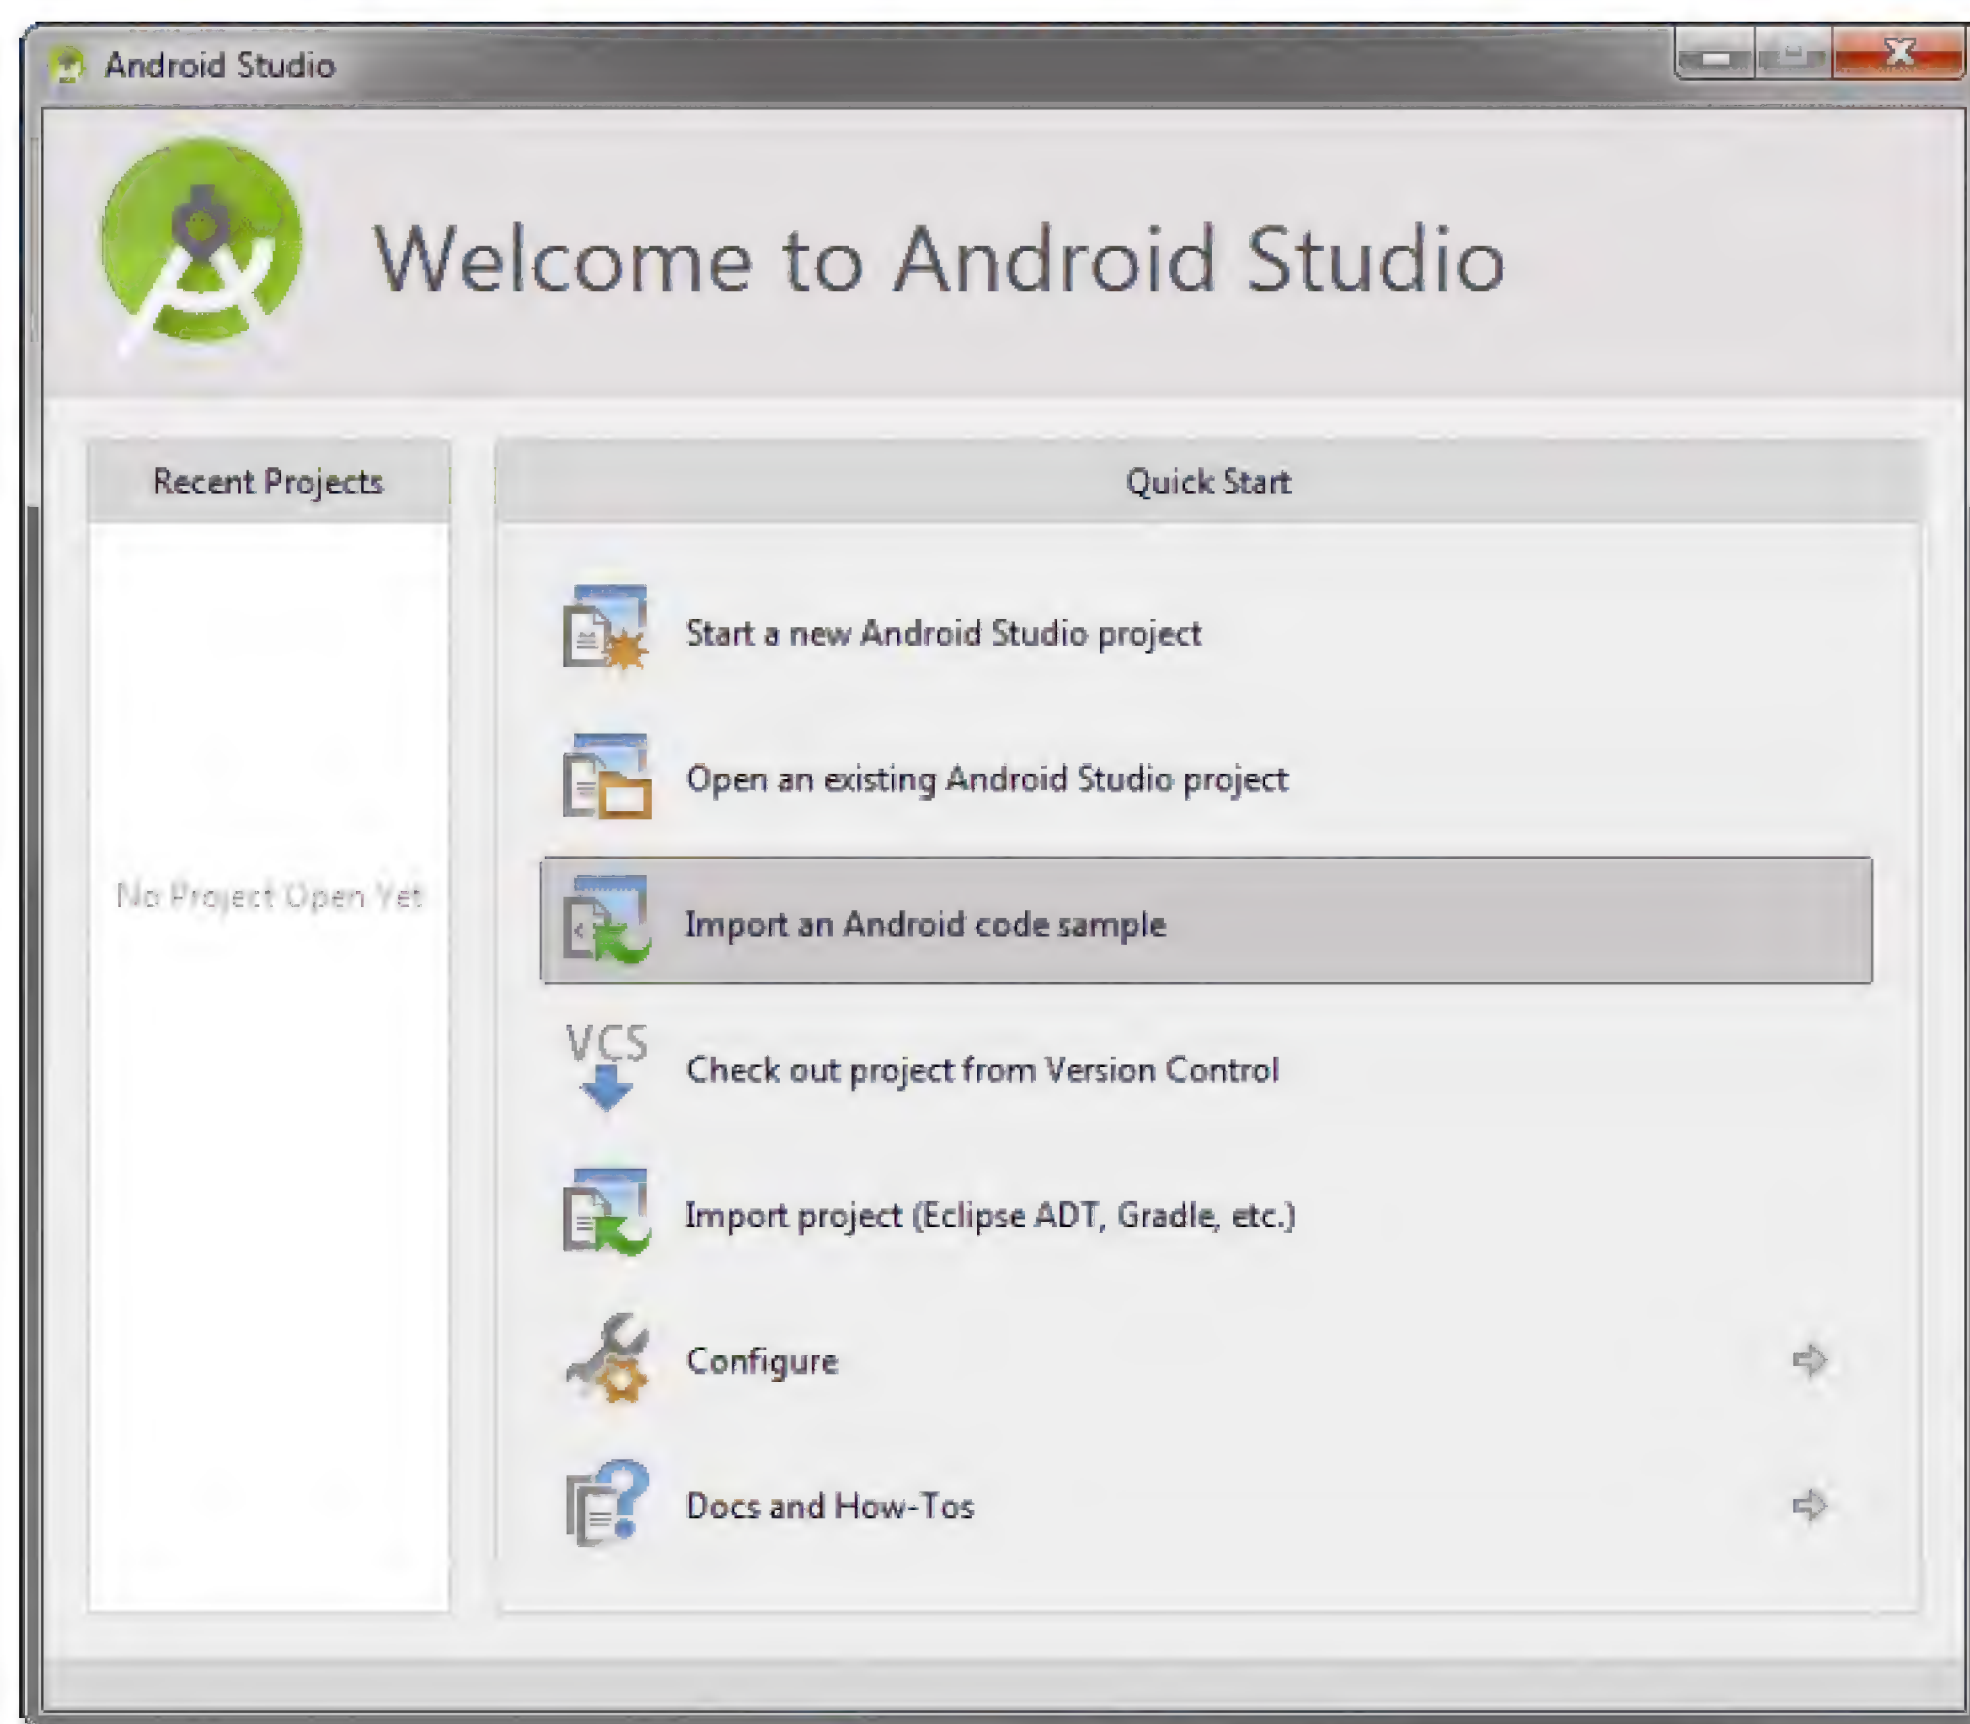 Android Studio
Welcome to Android Studio
Recent Projects
No Project Open Yet
Quick Start
Start a new Android Studio project
Open an existing Android Studio project
Import an Android code sample
VCS
Check out project from Version Control
Import project (Eclipse ADT, Gradle, etc.)
Configure
Docs and How-Tos